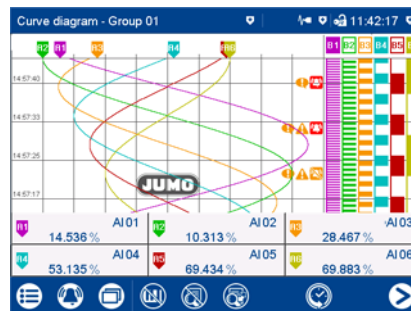 Curve diagram - Group 01 11:42:17
R2 R1 R3 R4 R6 B1 B2 B3 B4 B5
14:57:40
14:57:33
14:57:25
14:57:17
JUMO
R1 AI 01 R2 AI 02 R3 AI 03
14.536 % 10.313 % 28.467 %
R4 AI 04 R5 AI 05 R6 AI 06
53.135 % 69.434 % 69.883 %